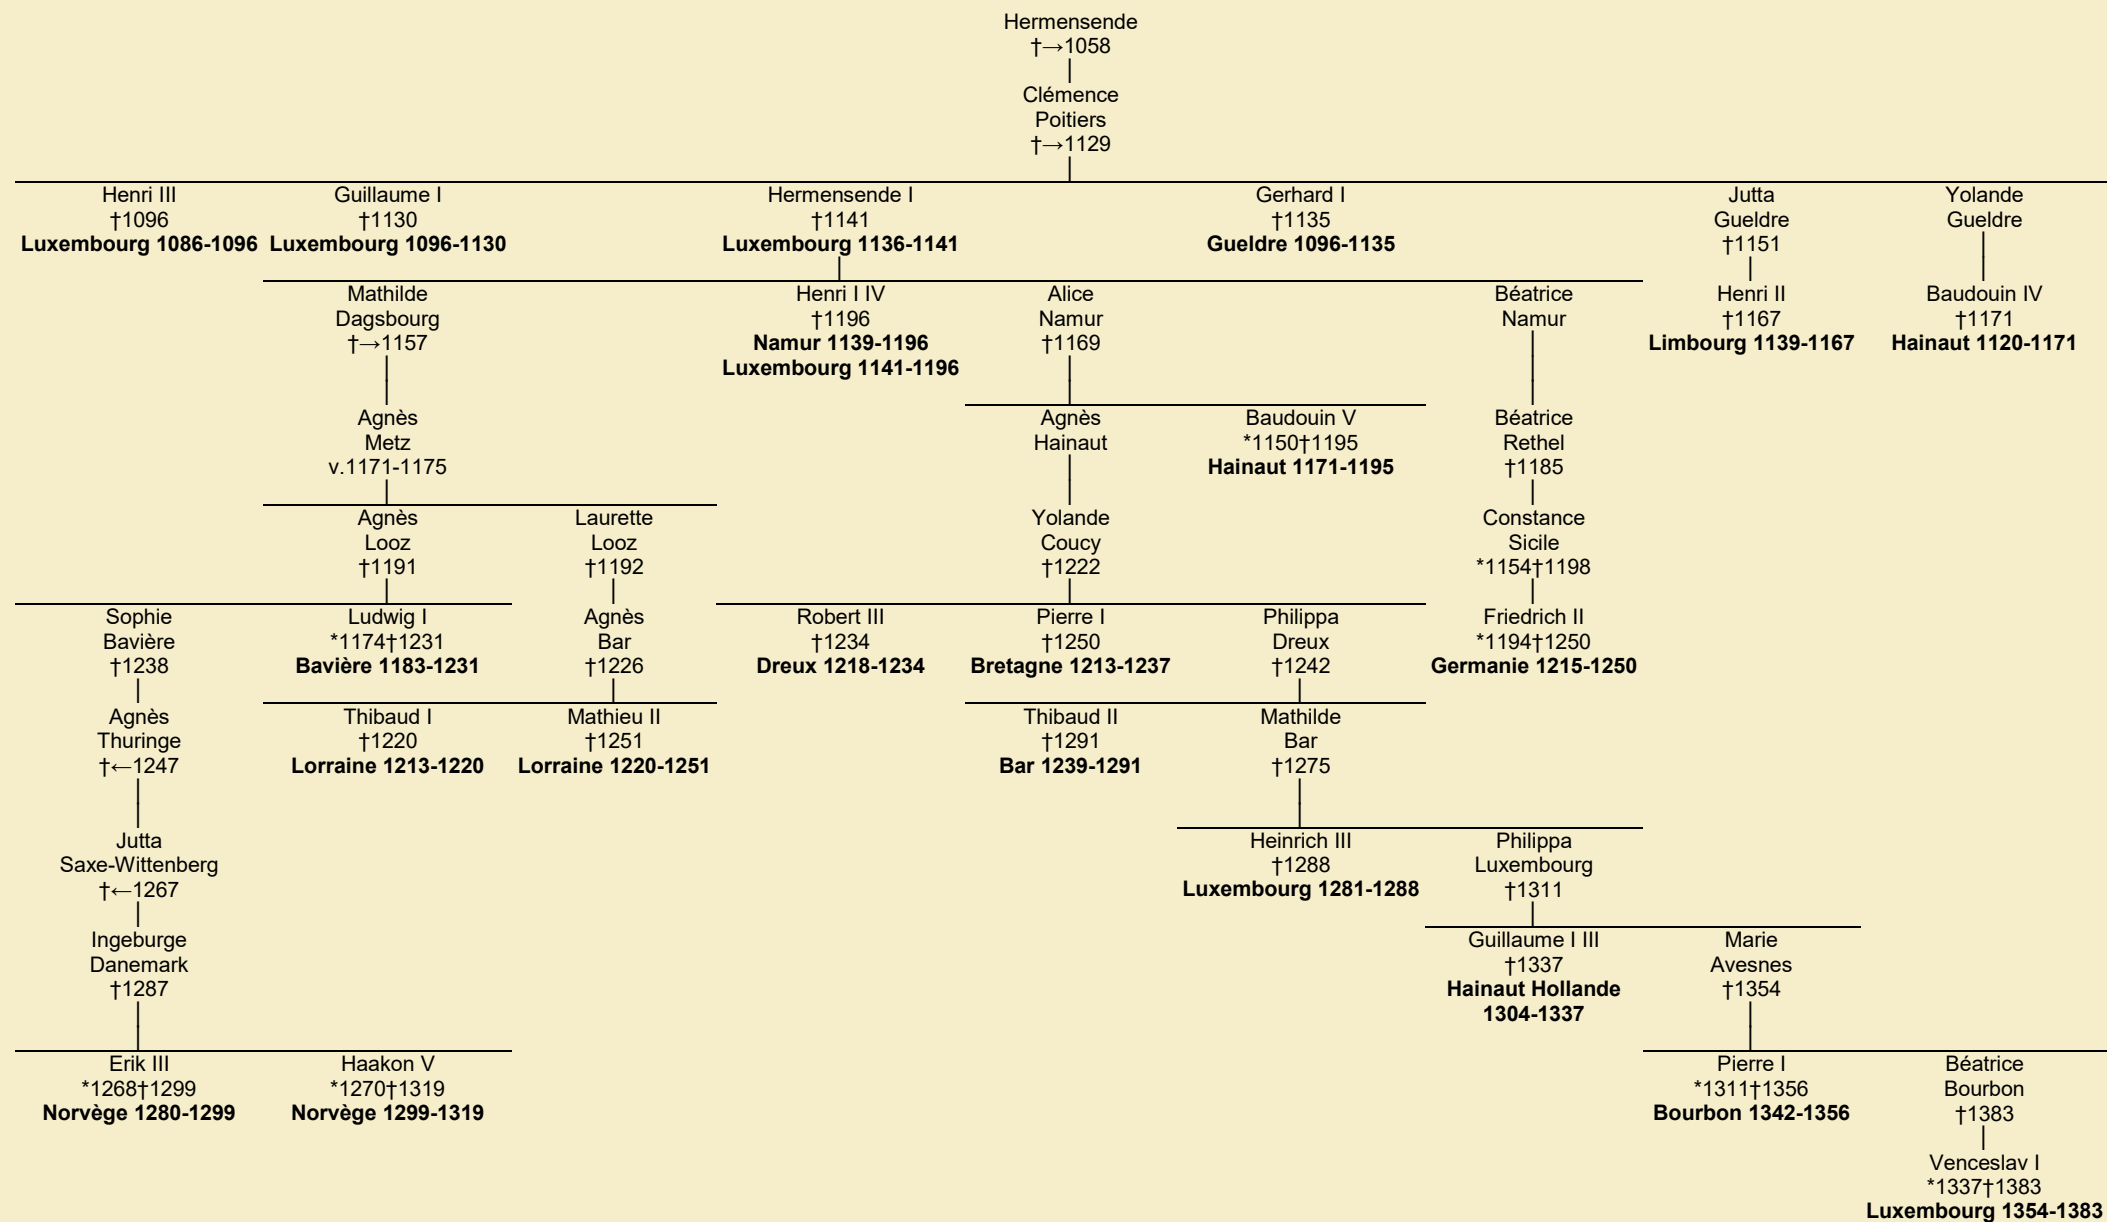 Hermensende
†→1058
Clémence
Poitiers
†→1129
Henri III
†1096
Luxembourg 1086-1096
Guillaume I
†1130
Luxembourg 1096-1130
Hermensende I
†1141
Luxembourg 1136-1141
Gerhard I
†1135
Gueldre 1096-1135
Jutta
Gueldre
†1151
Yolande
Gueldre
Mathilde
Dagsbourg
†→1157
Henri I IV
†1196
Namur 1139-1196
Luxembourg 1141-1196
Alice
Namur
†1169
Béatrice
Namur
Henri II
†1167
Limbourg 1139-1167
Baudouin IV
†1171
Hainaut 1120-1171
Agnès
Metz
v.1171-1175
Agnès
Hainaut
Baudouin V
*1150†1195
Hainaut 1171-1195
Béatrice
Rethel
†1185
Agnès
Looz
†1191
Laurette
Looz
†1192
Yolande
Coucy
†1222
Constance
Sicile
*1154†1198
Sophie
Bavière
†1238
Ludwig I
*1174†1231
Bavière 1183-1231
Agnès
Bar
†1226
Robert III
†1234
Dreux 1218-1234
Pierre I
†1250
Bretagne 1213-1237
Philippa
Dreux
†1242
Friedrich II
*1194†1250
Germanie 1215-1250
Agnès
Thuringe
†←1247
Thibaud I
†1220
Lorraine 1213-1220
Mathieu II
†1251
Lorraine 1220-1251
Thibaud II
†1291
Bar 1239-1291
Mathilde
Bar
†1275
Jutta
Saxe-Wittenberg
†←1267
Heinrich III
†1288
Luxembourg 1281-1288
Philippa
Luxembourg
†1311
Ingeburge
Danemark
†1287
Guillaume I III
†1337
Hainaut Hollande
1304-1337
Marie
Avesnes
†1354
Erik III
*1268†1299
Norvège 1280-1299
Haakon V
*1270†1319
Norvège 1299-1319
Pierre I
*1311†1356
Bourbon 1342-1356
Béatrice
Bourbon
†1383
Venceslav I
*1337†1383
Luxembourg 1354-1383